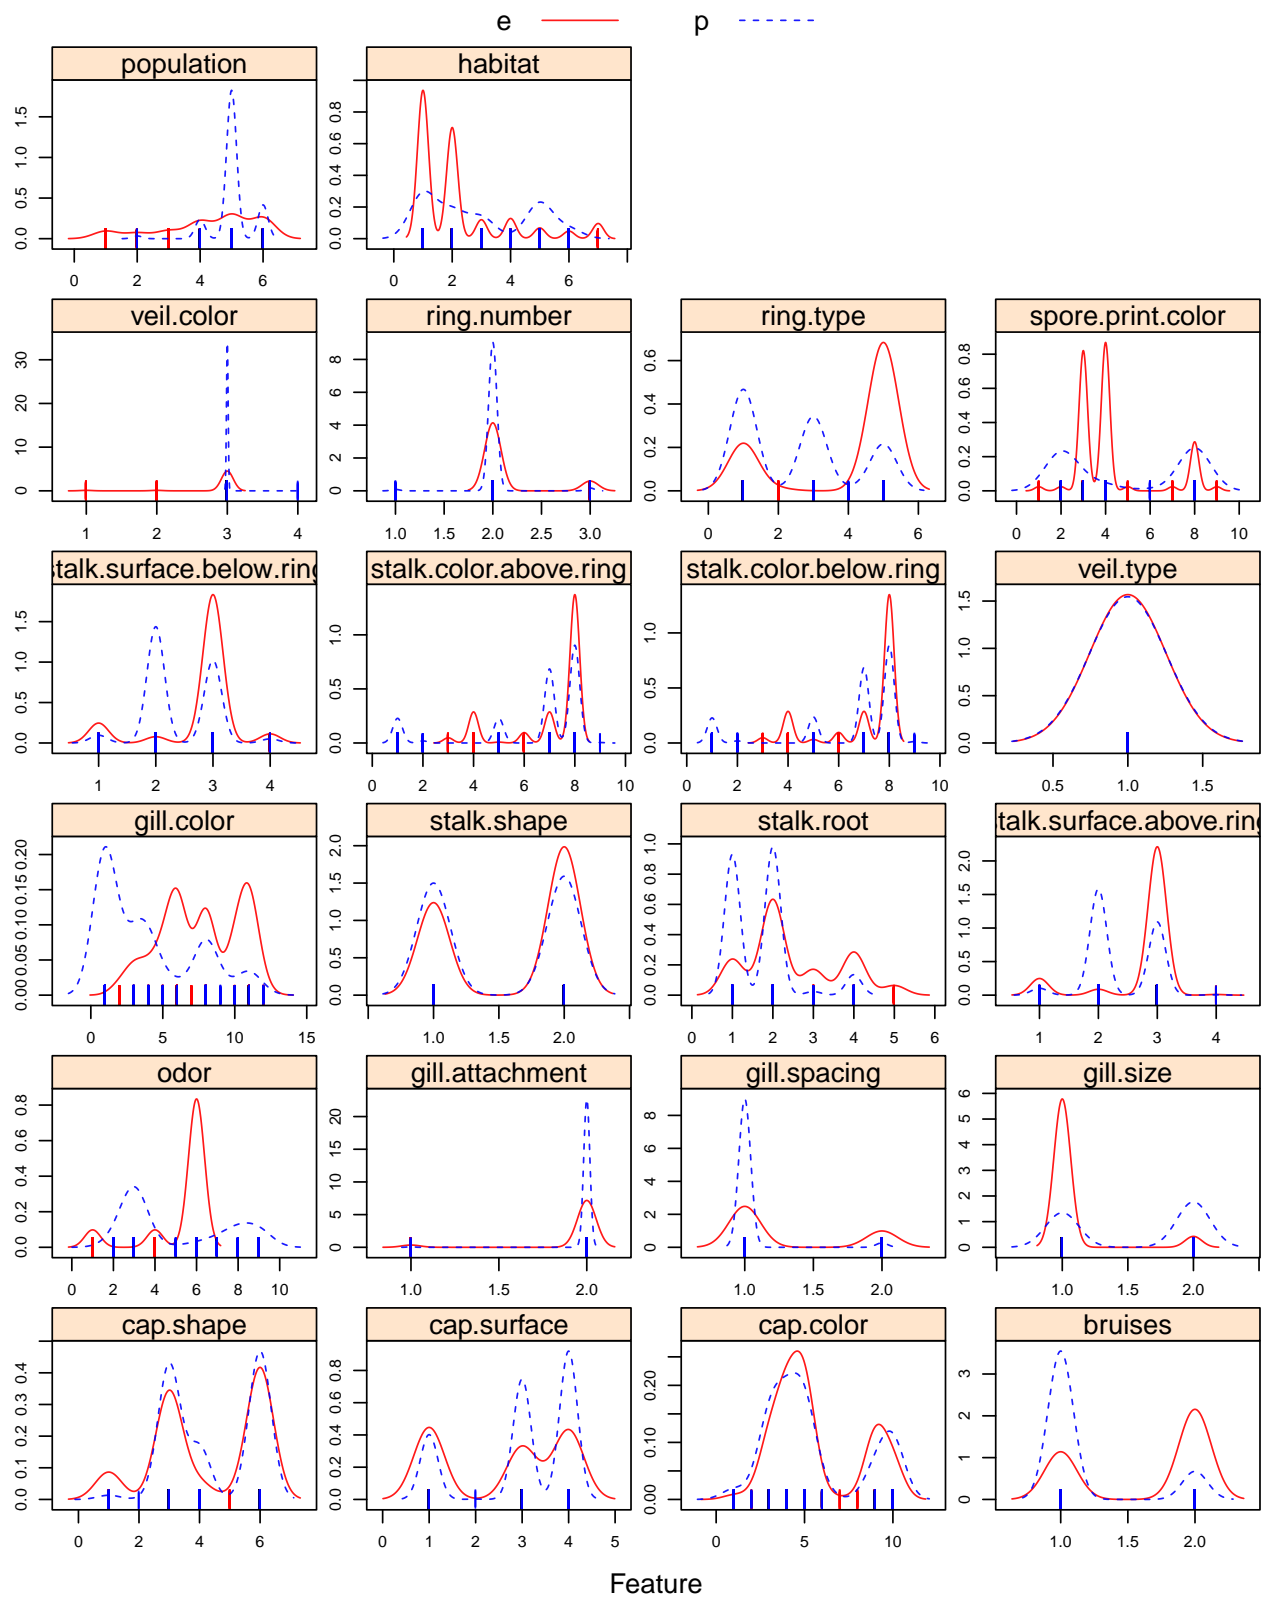 e p
population habitat
0.0 0.5 1.0 1.5
0.0 0.2 0.4 0.6 0.8
0 2 4 6
0 2 4 6
veil.color ring.number ring.type spore.print.color
0 10 20 30
0 2 4 6 8
0.0 0.2 0.4 0.6
0.0 0.2 0.4 0.6 0.8
1 2 3 4
1.0 1.5 2.0 2.5 3.0
0 2 4 6
0 2 4 6 8 10
stalk.surface.below.ring stalk.color.above.ring stalk.color.below.ring veil.type
0.0 0.5 1.0 1.5
0.0 0.5 1.0
0.0 0.5 1.0
0.0 0.5 1.0 1.5
1 2 3 4
0 2 4 6 8 10
0 2 4 6 8 10
0.5 1.0 1.5
gill.color stalk.shape stalk.root stalk.surface.above.ring
0.00 0.05 0.10 0.15 0.20
0.0 0.5 1.0 1.5 2.0
0.0 0.2 0.4 0.6 0.8 1.0
0.0 0.5 1.0 1.5 2.0
0 5 10 15
1.0 1.5 2.0
0 1 2 3 4 5 6
1 2 3 4
odor gill.attachment gill.spacing gill.size
0.0 0.2 0.4 0.6 0.8
0 5 10 15 20
0 2 4 6 8
0 1 2 3 4 5 6
0 2 4 6 8 10
1.0 1.5 2.0
1.0 1.5 2.0
1.0 1.5 2.0
cap.shape cap.surface cap.color bruises
0.0 0.1 0.2 0.3 0.4
0.0 0.2 0.4 0.6 0.8
0.00 0.10 0.20
0 1 2 3
0 2 4 6
0 1 2 3 4 5
0 5 10
1.0 1.5 2.0
Feature